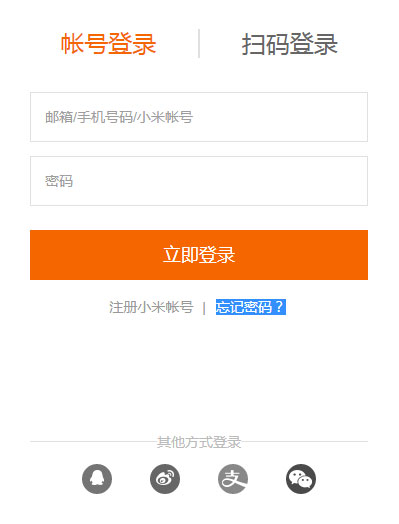 帐号登录 扫码登录
邮箱/手机号码/小米帐号
密码
立即登录
注册小米帐号 | 忘记密码？
其他方式登录
支